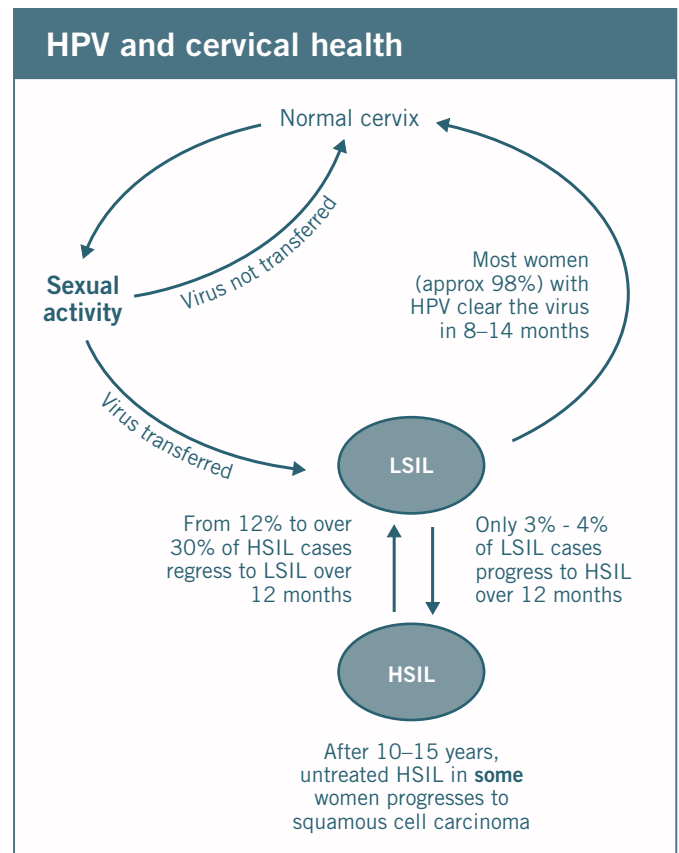 HPV and cervical health
Normal cervix
Virus not transferred
Sexual
activity
Most women
(approx 98%) with
HPV clear the virus
in 8–14 months
Virus transferred
LSIL
From 12% to over
30% of HSIL cases
regress to LSIL over
12 months
Only 3% - 4%
of LSIL cases
progress to HSIL
over 12 months
HSIL
After 10–15 years,
untreated HSIL in some
women progresses to
squamous cell carcinoma